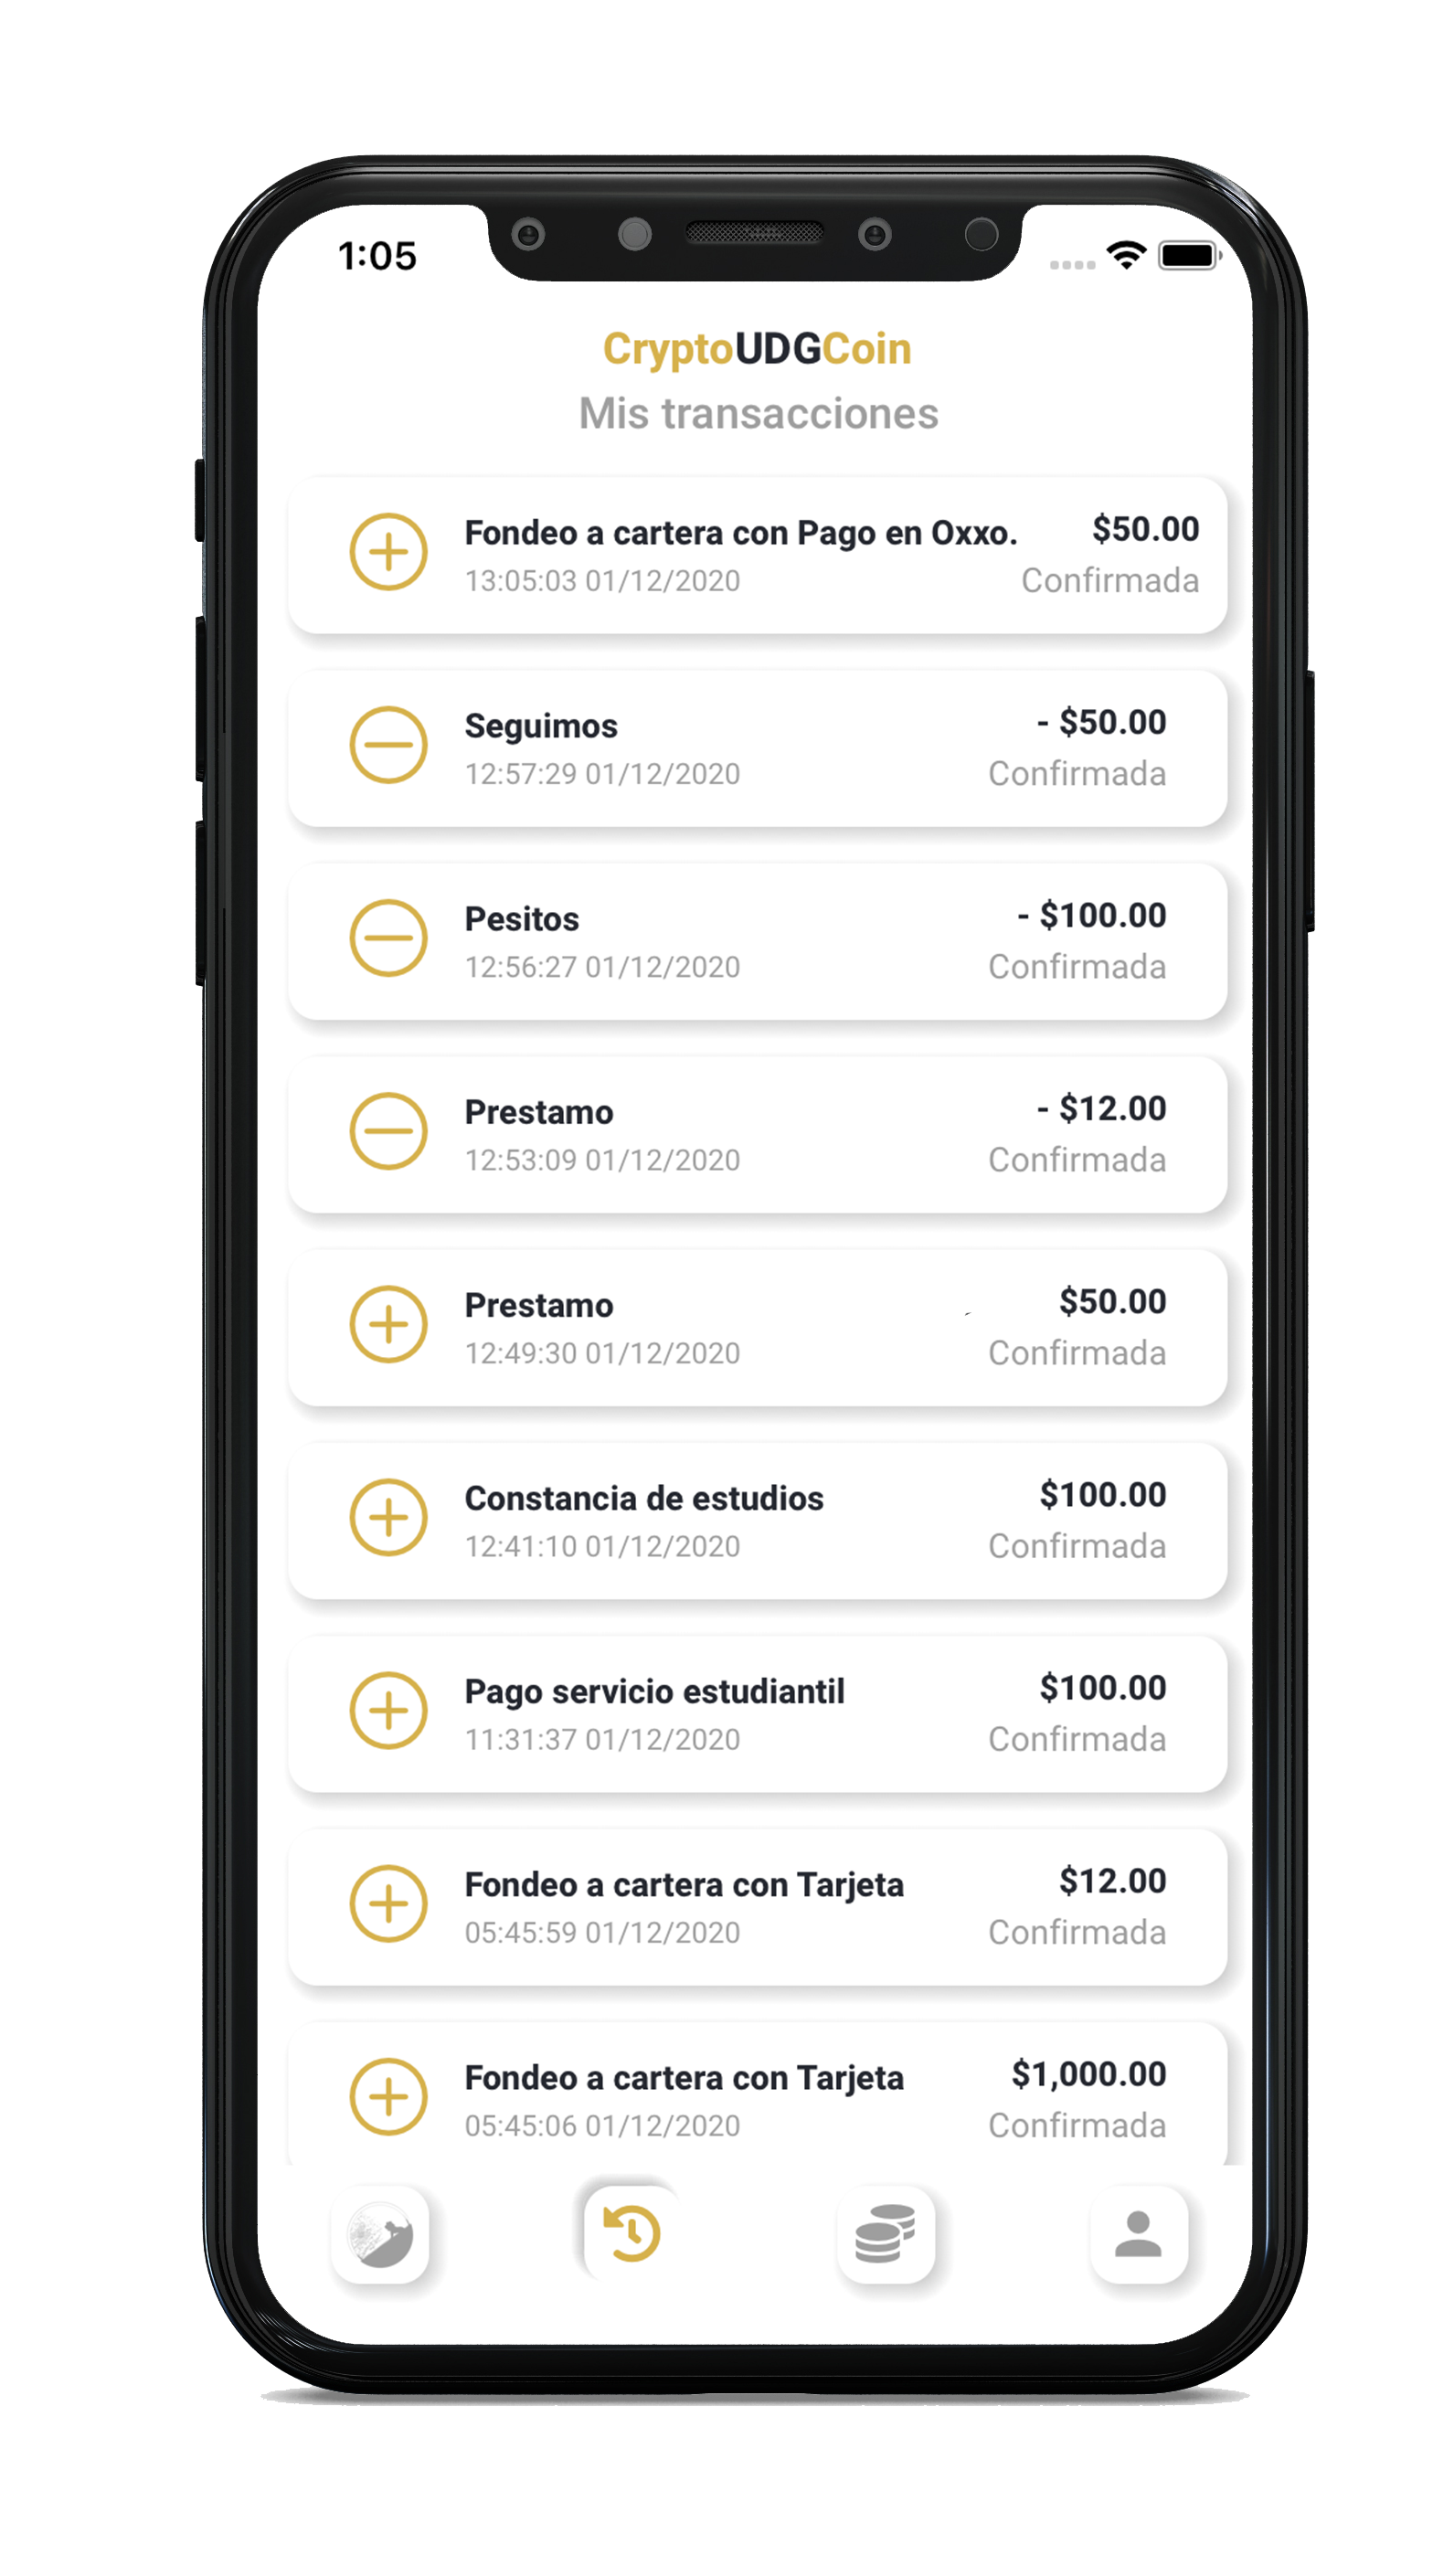 1:05
CryptoUDGCoin
Mis transacciones
Fondeo a cartera con Pago en Oxxo. $50.00
13:05:03 01/12/2020 Confirmada
Seguimos - $50.00
12:57:29 01/12/2020 Confirmada
Pesitos - $100.00
12:56:27 01/12/2020 Confirmada
Prestamo - $12.00
12:53:09 01/12/2020 Confirmada
Prestamo $50.00
12:49:30 01/12/2020 Confirmada
Constancia de estudios $100.00
12:41:10 01/12/2020 Confirmada
Pago servicio estudiantil $100.00
11:31:37 01/12/2020 Confirmada
Fondeo a cartera con Tarjeta $12.00
05:45:59 01/12/2020 Confirmada
Fondeo a cartera con Tarjeta $1,000.00
05:45:06 01/12/2020 Confirmada